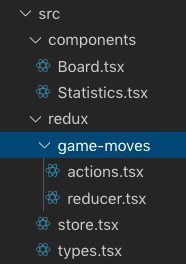 src
components
Board.tsx
Statistics.tsx
redux
game-moves
actions.tsx
reducer.tsx
store.tsx
types.tsx